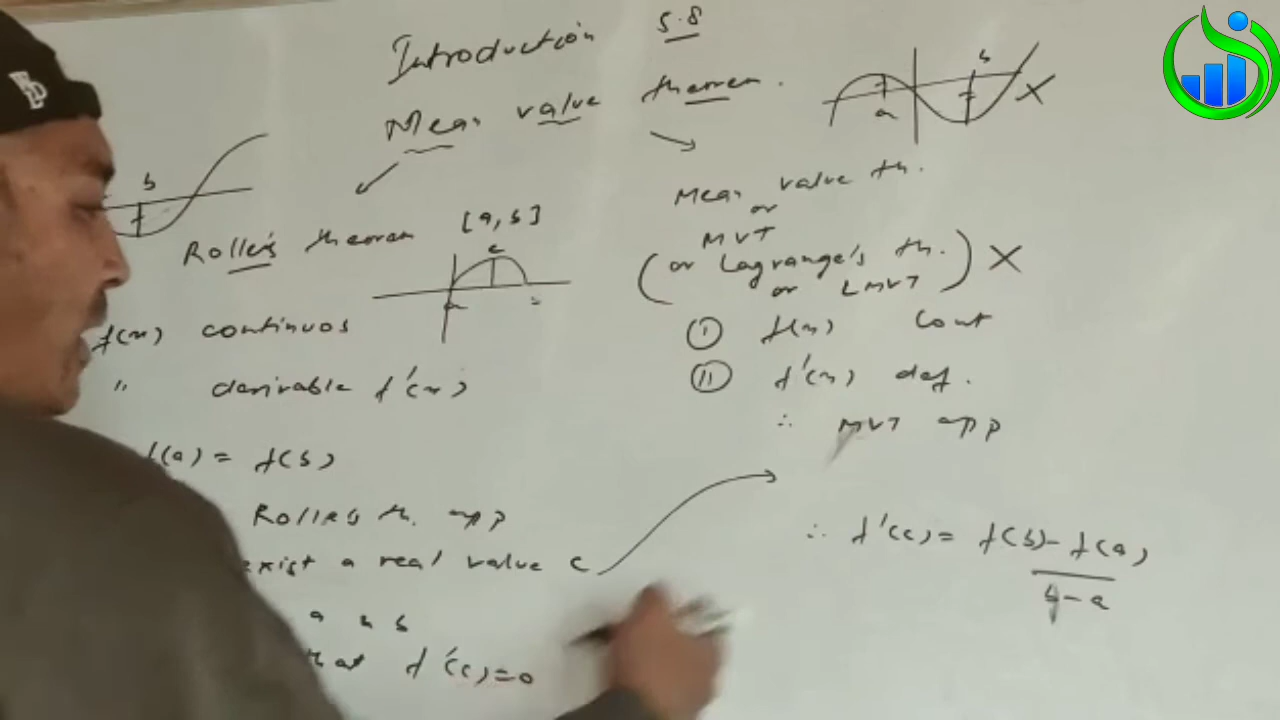 Introduction 5.8
Mean value theorem.
a
b
b
Rolle's theorem [a, b]
a
c
b
f(x) continuos
" derivable f'(x)
f(a) = f(b)
Rolle's th. app
exist a real value c
a & b
that f'(c)=0
Mean value th.
or
MVT
(or Lagrange's th.) X
or LMVT
① f(x) Cont
② f'(x) def.
∴ MVT app
∴ f'(c) = f(b)-f(a)
b-a